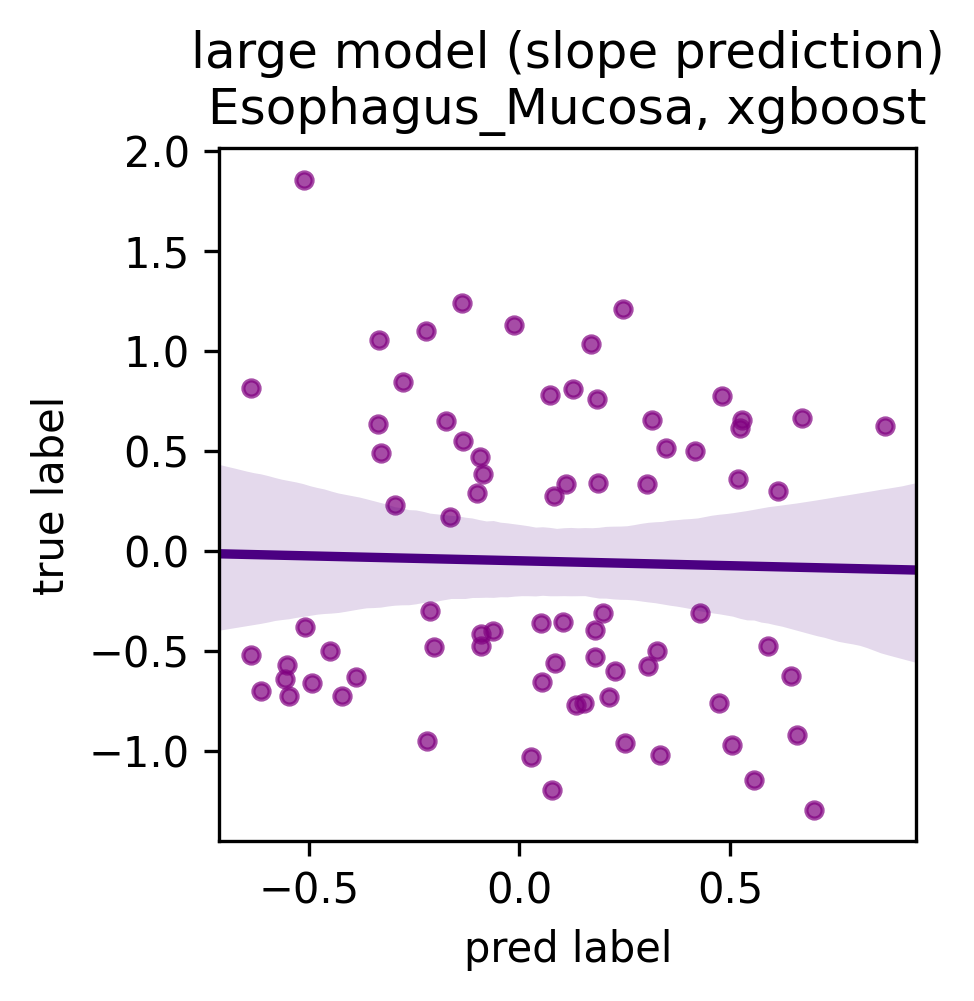 large model (slope prediction)
Esophagus_Mucosa, xgboost
2.0
1.5
1.0
0.5
0.0
−0.5
−1.0
true label
−0.5
0.0
0.5
pred label